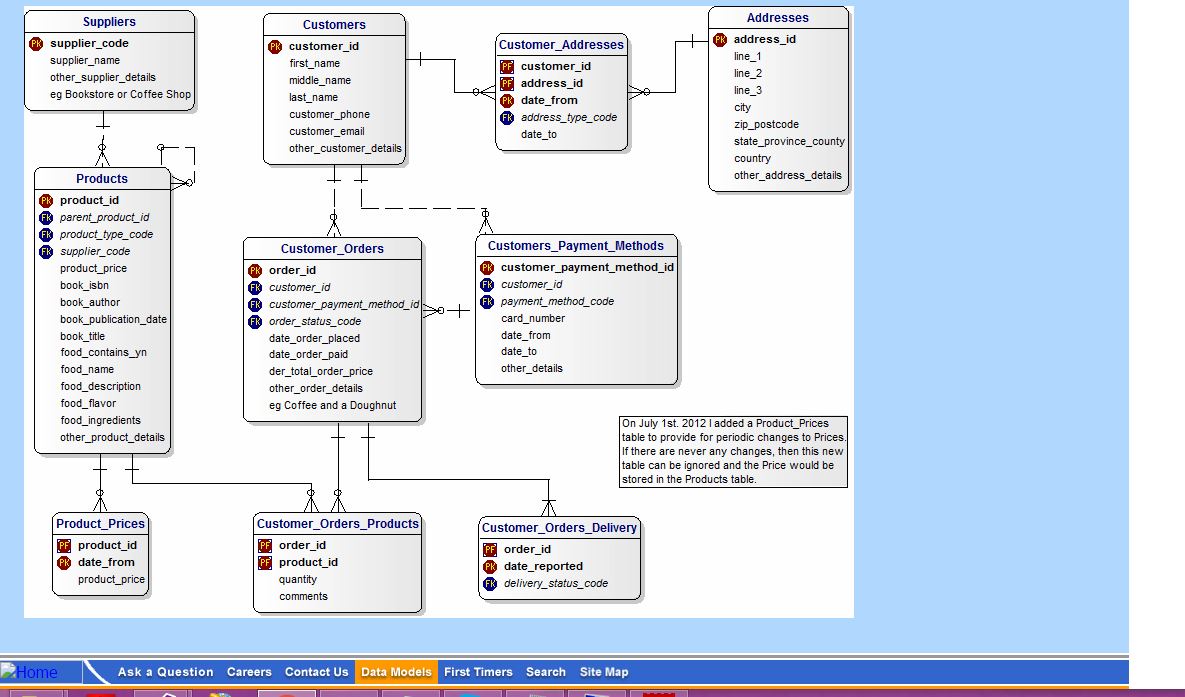 Suppliers
PK supplier_code
supplier_name
other_supplier_details
eg Bookstore or Coffee Shop
Customers
PK customer_id
first_name
middle_name
last_name
customer_phone
customer_email
other_customer_details
Customer_Addresses
PF customer_id
PF address_id
PK date_from
FK address_type_code
date_to
Addresses
PK address_id
line_1
line_2
line_3
city
zip_postcode
state_province_county
country
other_address_details
Products
PK product_id
FK parent_product_id
FK product_type_code
FK supplier_code
product_price
book_isbn
book_author
book_publication_date
book_title
food_contains_yn
food_name
food_description
food_flavor
food_ingredients
other_product_details
Customer_Orders
PK order_id
FK customer_id
FK customer_payment_method_id
FK order_status_code
date_order_placed
date_order_paid
der_total_order_price
other_order_details
eg Coffee and a Doughnut
Customers_Payment_Methods
PK customer_payment_method_id
FK customer_id
FK payment_method_code
card_number
date_from
date_to
other_details
On July 1st. 2012 I added a Product_Prices
table to provide for periodic changes to Prices.
If there are never any changes, then this new
table can be ignored and the Price would be
stored in the Products table.
Product_Prices
PF product_id
PK date_from
product_price
Customer_Orders_Products
PF order_id
PF product_id
quantity
comments
Customer_Orders_Delivery
PF order_id
PK date_reported
FK delivery_status_code
Home Ask a Question Careers Contact Us Data Models First Timers Search Site Map